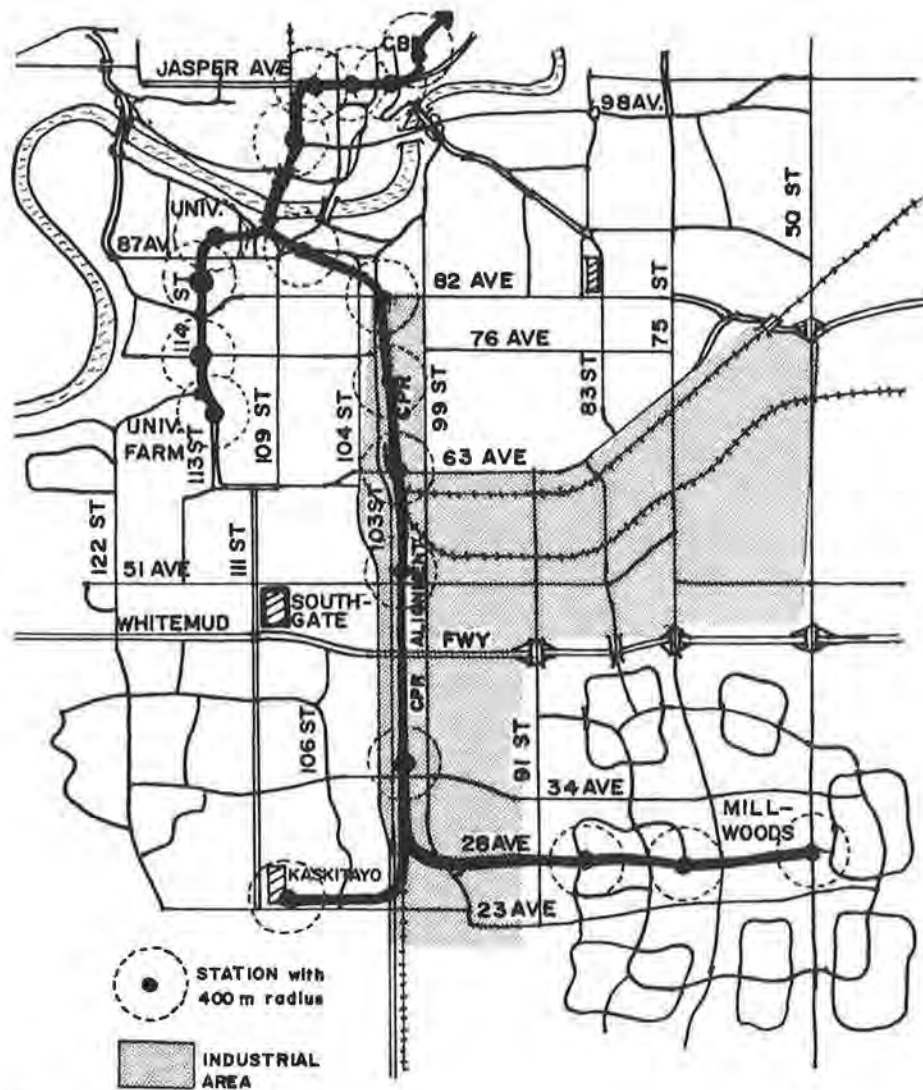 CBD
JASPER AVE
98 AV.
50 ST
UNIV.
87 AV.
114 ST
82 AVE
75 ST
76 AVE
CPR
99 ST
83 ST
109 ST
104 ST
UNIV.
FARM
113 ST
63 AVE
103 ST
122 ST
111 ST
51 AVE
SOUTH-
GATE
CPR ALIGNMENT
WHITEMUD
FWY
106 ST
91 ST
34 AVE
MILL-
WOODS
28 AVE
KASKITAYO
23 AVE
STATION with
400 m radius
INDUSTRIAL
AREA